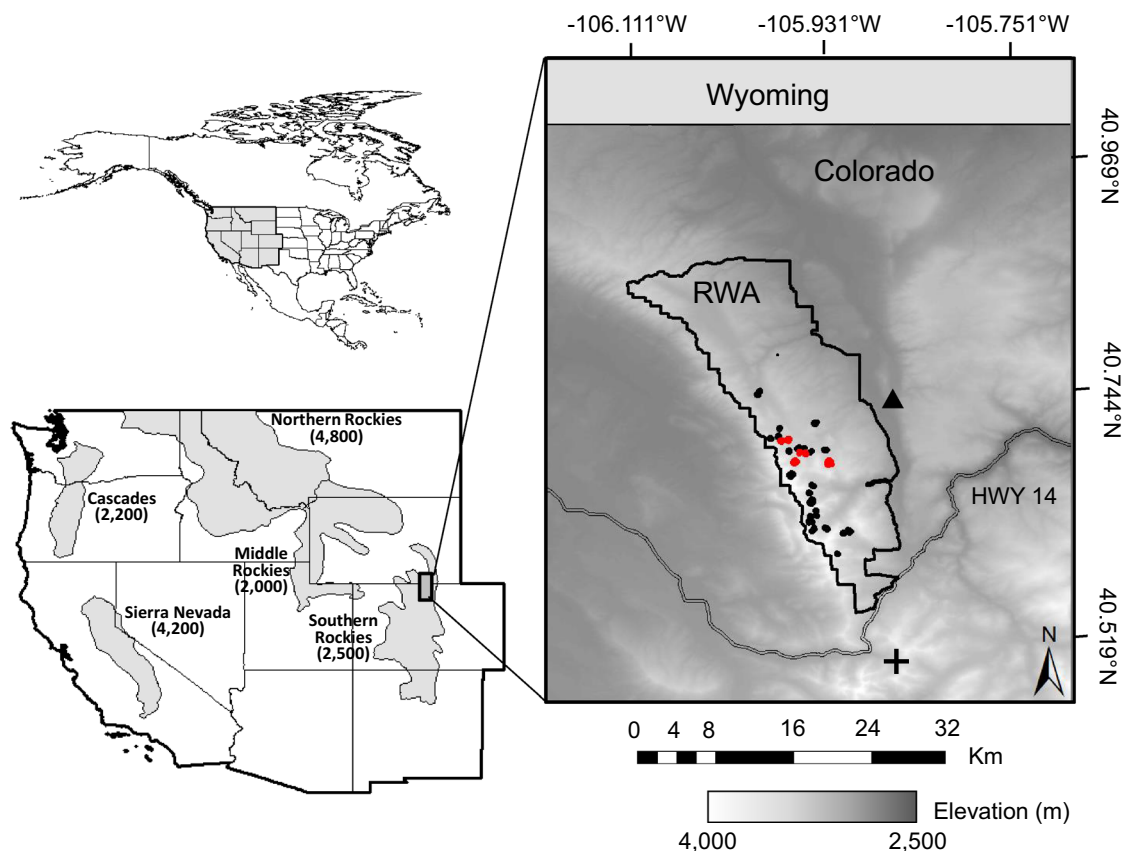 -106.111°W
-105.931°W
-105.751°W
Wyoming
Colorado
40.969°N
RWA
40.744°N
HWY 14
40.519°N
N
Northern Rockies
(4,800)
Cascades
(2,200)
Middle
Rockies
(2,000)
Sierra Nevada
(4,200)
Southern
Rockies
(2,500)
0 4 8 16 24 32
Km
Elevation (m)
4,000 2,500